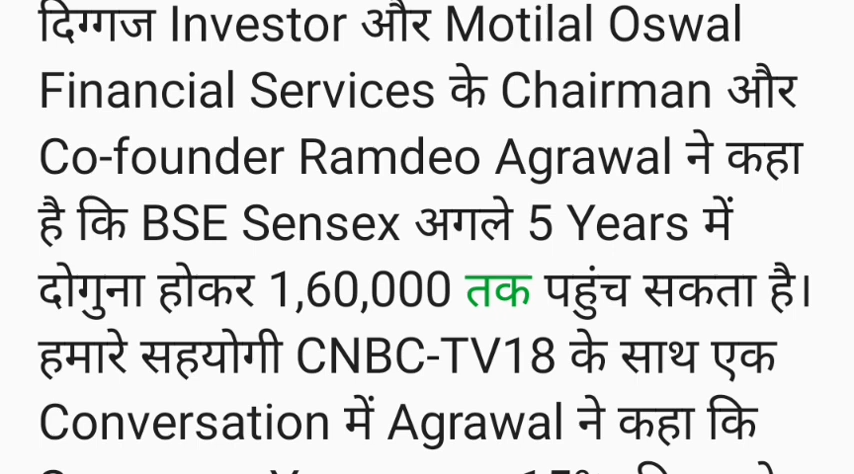 दिग्गज Investor और Motilal Oswal
Financial Services के Chairman और
Co-founder Ramdeo Agrawal ने कहा
है कि BSE Sensex अगले 5 Years में
दोगुना होकर 1,60,000 तक पहुंच सकता है।
हमारे सहयोगी CNBC-TV18 के साथ एक
Conversation में Agrawal ने कहा कि